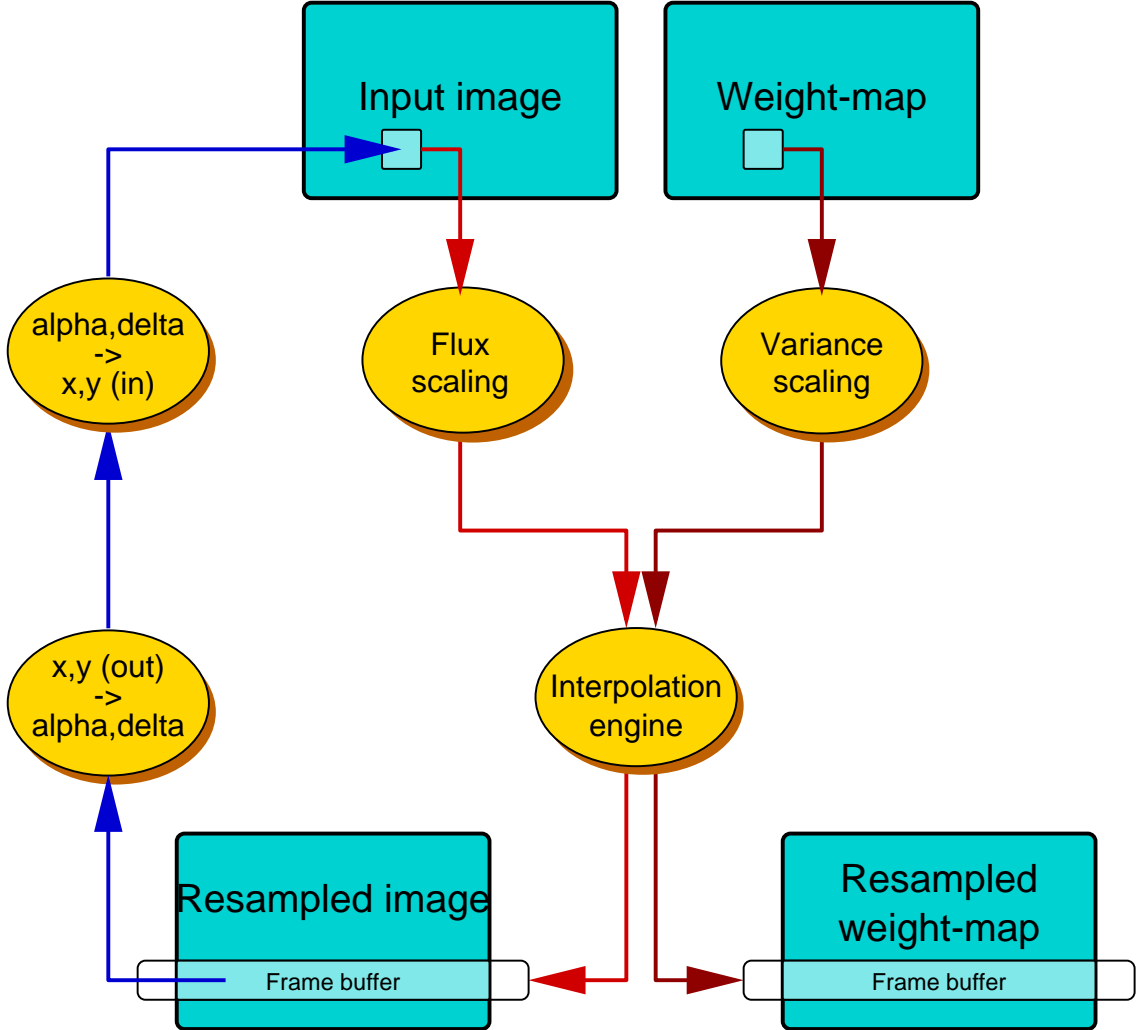 Input image
Weight-map
alpha,delta
->
x,y (in)
Flux
scaling
Variance
scaling
x,y (out)
->
alpha,delta
Interpolation
engine
Resampled image
Frame buffer
Resampled
weight-map
Frame buffer